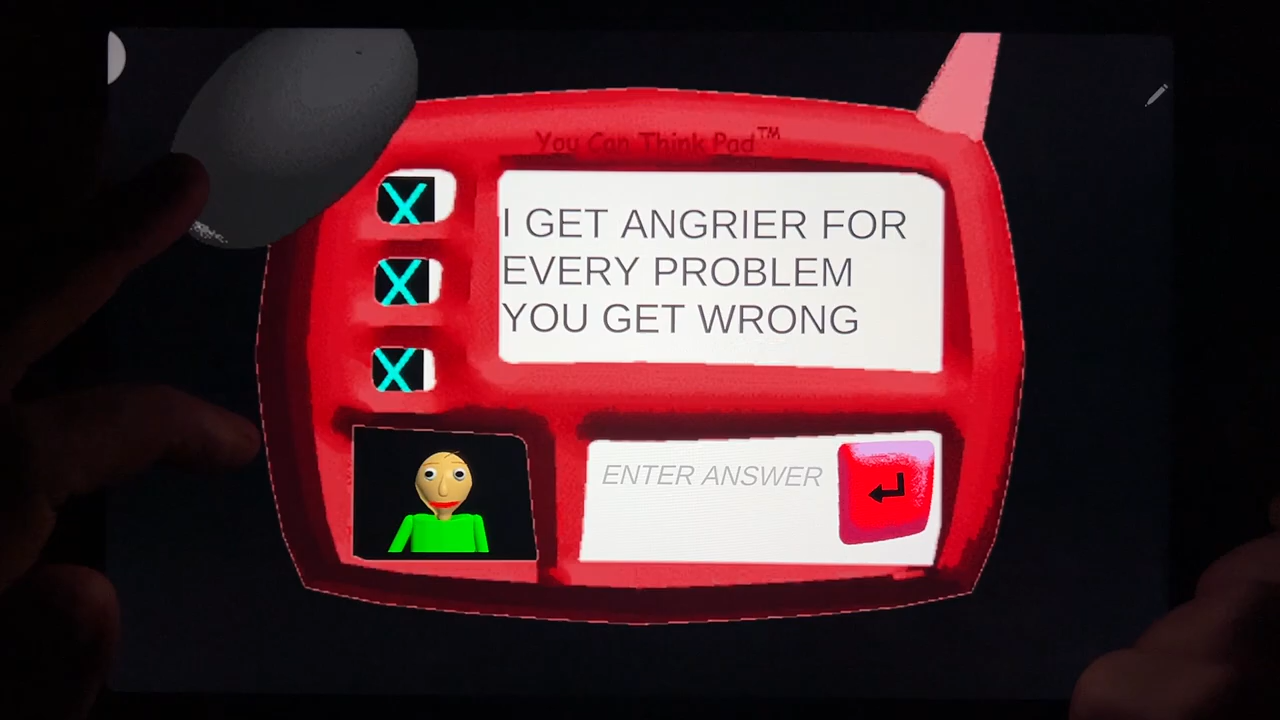 You Can Think Pad™
X
I GET ANGRIER FOR
EVERY PROBLEM
YOU GET WRONG
X
X
ENTER ANSWER